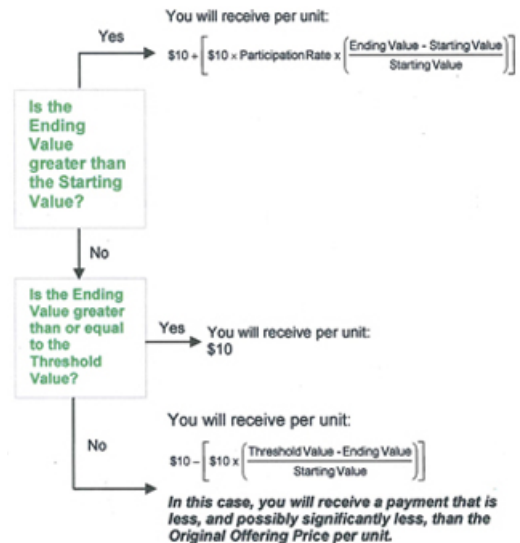 You will receive per unit:
Yes
$10 + [$10 × Participation Rate x (Ending Value - Starting Value / Starting Value)]
Is the
Ending
Value
greater than
the Starting
Value?
No
Is the Ending
Value greater
than or equal
to the
Threshold
Value?
Yes
You will receive per unit:
$10
You will receive per unit:
No
$10 – [$10 x (Threshold Value - Ending Value / Starting Value)]
In this case, you will receive a payment that is
less, and possibly significantly less, than the
Original Offering Price per unit.